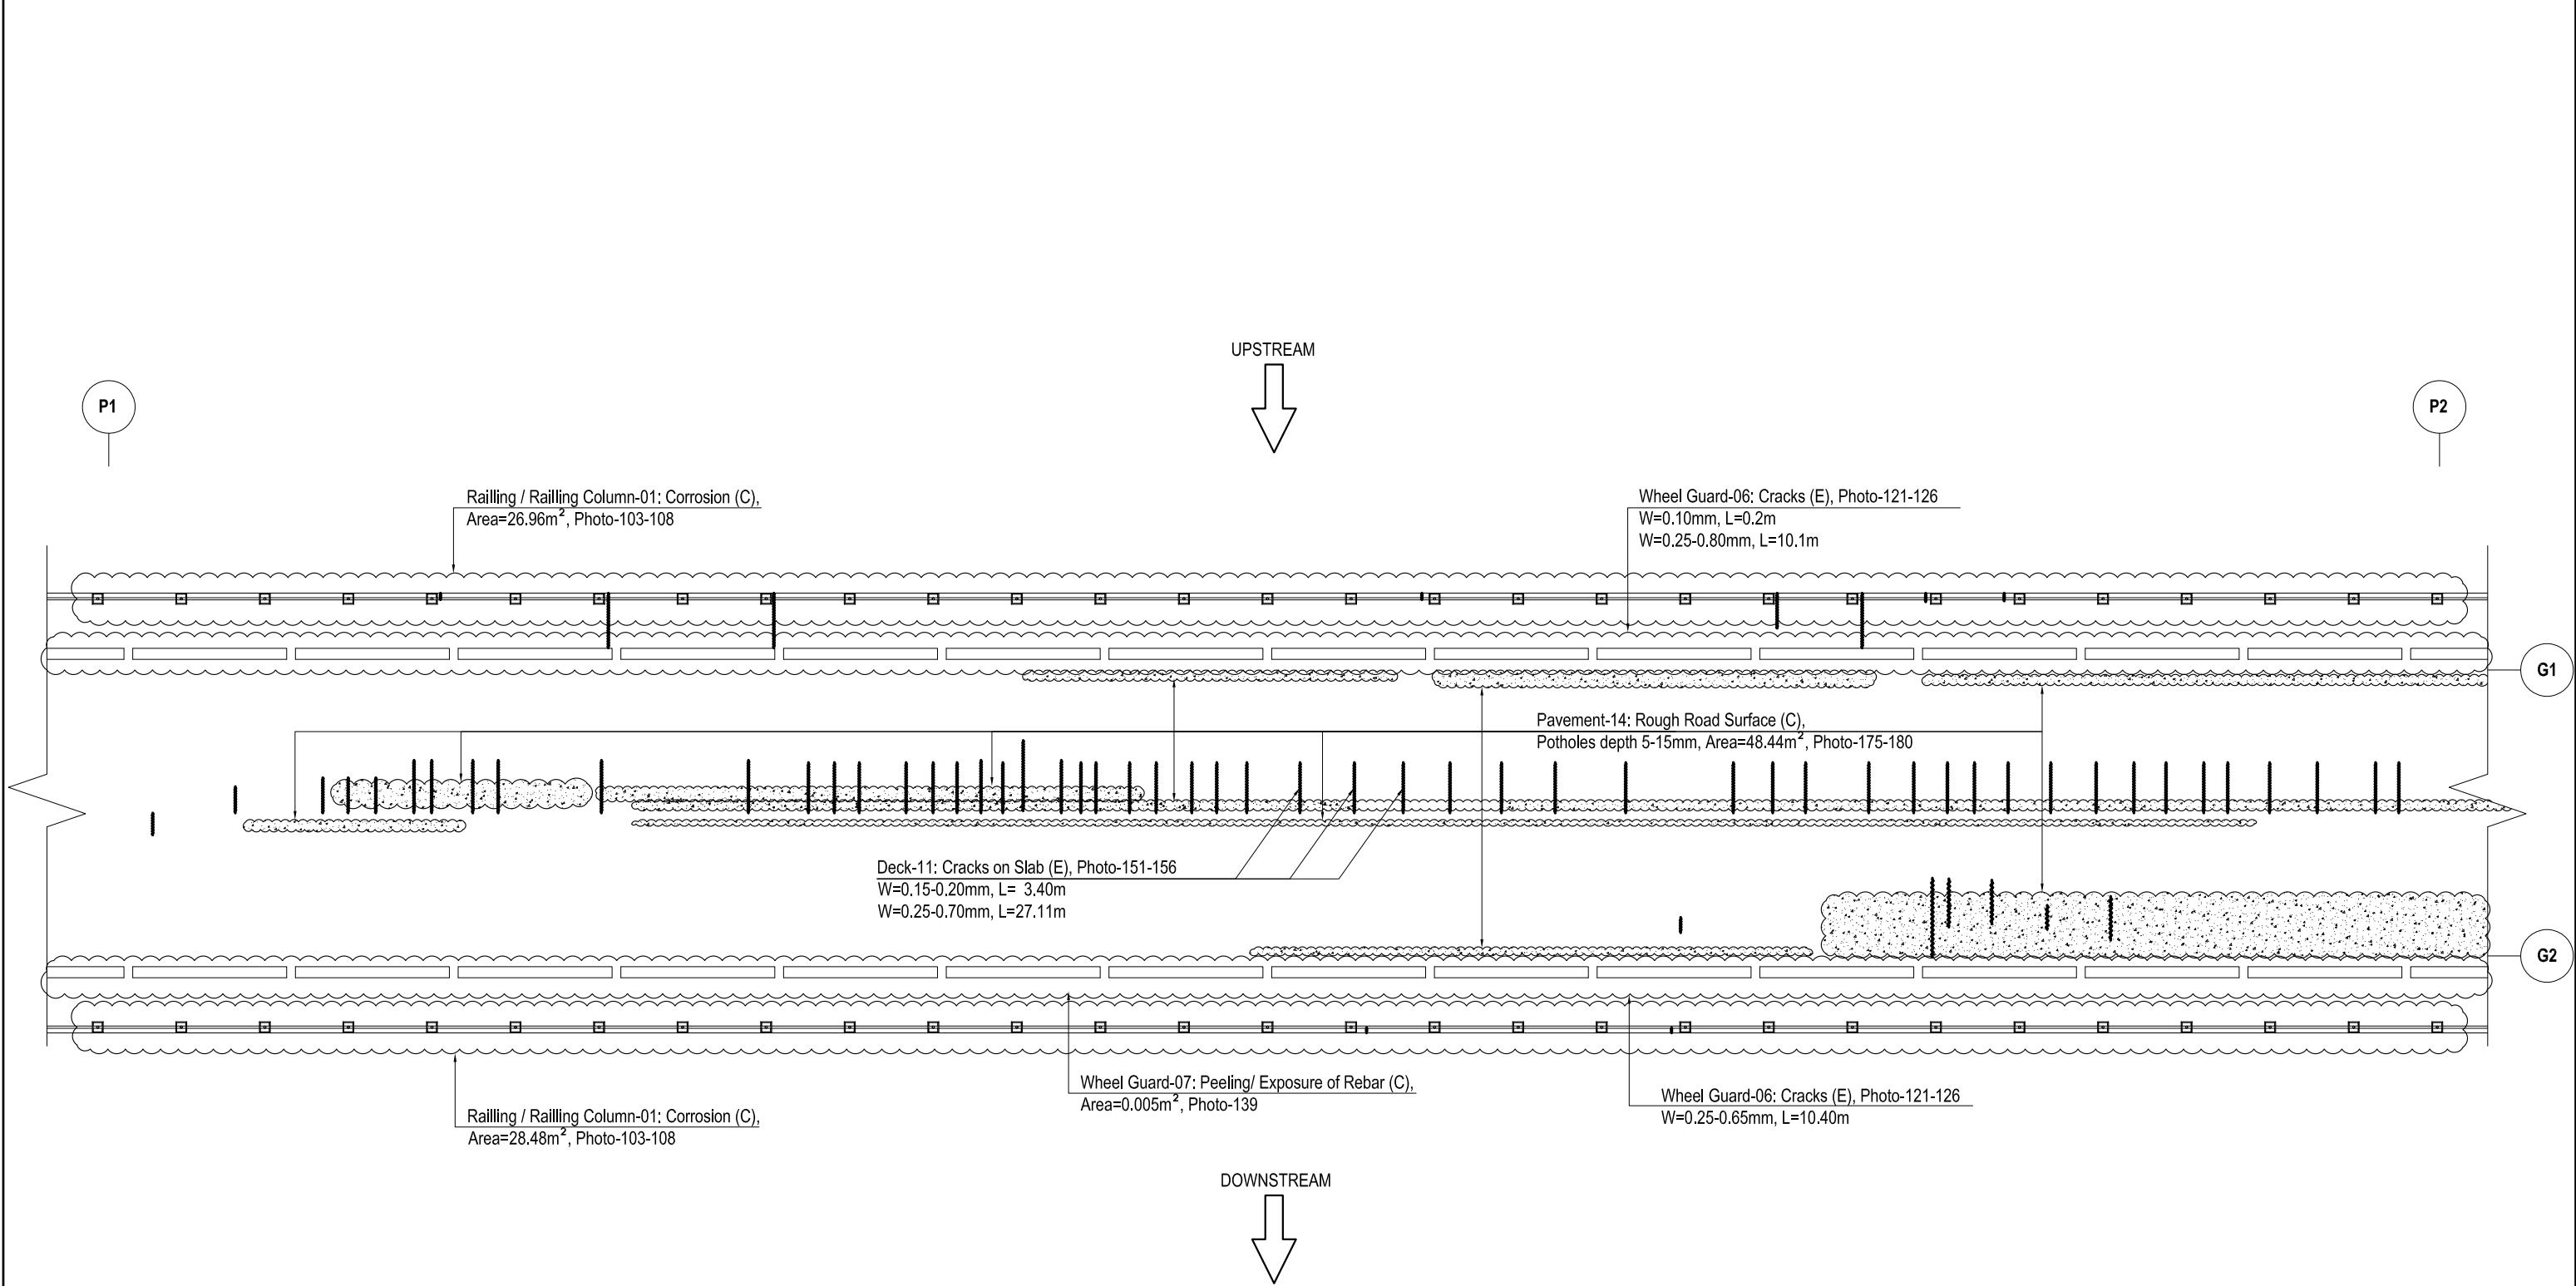 UPSTREAM
P1
P2
Railling / Railling Column-01: Corrosion (C),
Area=26.96m², Photo-103-108
Wheel Guard-06: Cracks (E), Photo-121-126
W=0.10mm, L=0.2m
W=0.25-0.80mm, L=10.1m
G1
Pavement-14: Rough Road Surface (C),
Potholes depth 5-15mm, Area=48.44m², Photo-175-180
Deck-11: Cracks on Slab (E), Photo-151-156
W=0.15-0.20mm, L= 3.40m
W=0.25-0.70mm, L=27.11m
G2
Wheel Guard-07: Peeling/ Exposure of Rebar (C),
Area=0.005m², Photo-139
Wheel Guard-06: Cracks (E), Photo-121-126
W=0.25-0.65mm, L=10.40m
Railling / Railling Column-01: Corrosion (C),
Area=28.48m², Photo-103-108
DOWNSTREAM